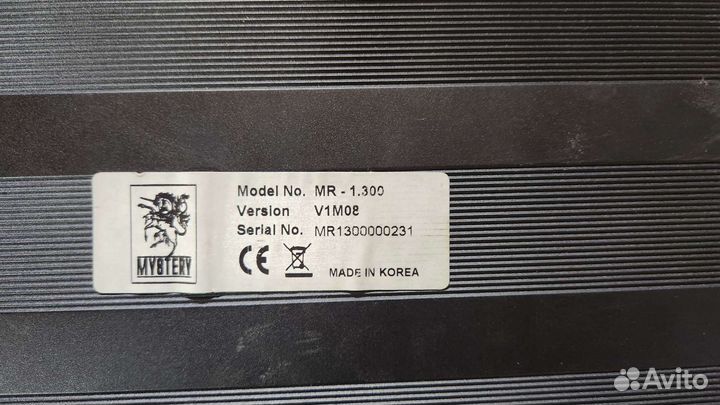 MYSTERY
Model No. MR - 1.300
Version V1M08
Serial No. MR1300000231
CE
MADE IN KOREA
Avito